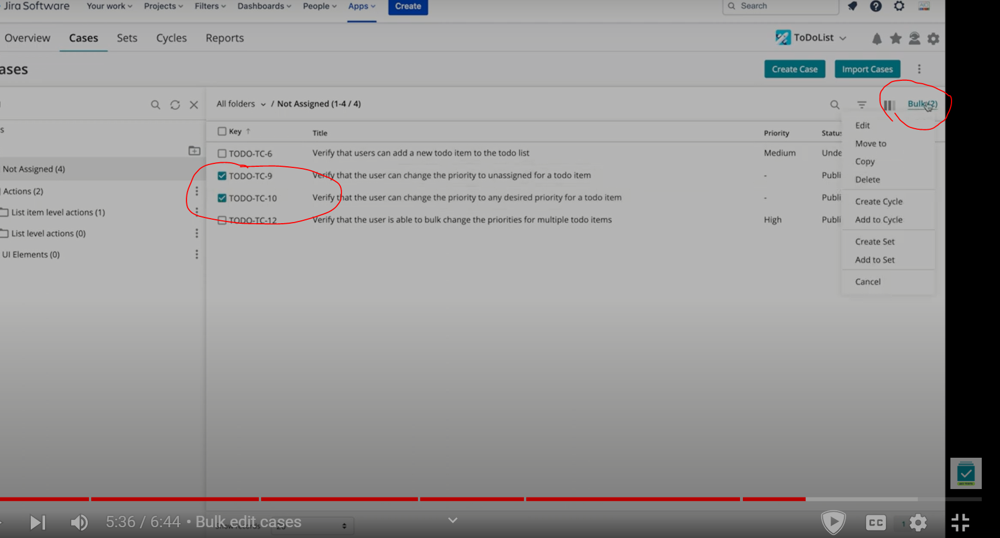 Jira Software Your work Projects Filters Dashboards People Apps Create Search
Overview Cases Sets Cycles Reports ToDoList
ases Create Case Import Cases
All folders / Not Assigned (1-4 / 4) Bulk (2)
s
Key ↑ Title Priority Status
TODO-TC-6 Verify that users can add a new todo item to the todo list Medium Unde
Not Assigned (4)
TODO-TC-9 Verify that the user can change the priority to unassigned for a todo item - Publi
Actions (2)
TODO-TC-10 Verify that the user can change the priority to any desired priority for a todo item - Publi
List item level actions (1)
TODO-TC-12 Verify that the user is able to bulk change the priorities for multiple todo items High Publi
List level actions (0)
UI Elements (0)
Edit
Move to
Copy
Delete
Create Cycle
Add to Cycle
Create Set
Add to Set
Cancel
AIO TESTS
5:36 / 6:44 • Bulk edit cases
Show records 20
CC 1